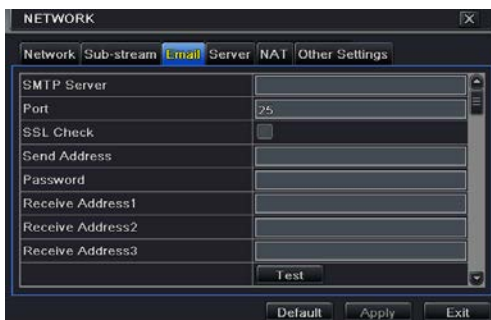 NETWORK
Network Sub-stream Email Server NAT Other Settings
SMTP Server
Port 25
SSL Check
Send Address
Password
Receive Address1
Receive Address2
Receive Address3
Test
Default Apply Exit